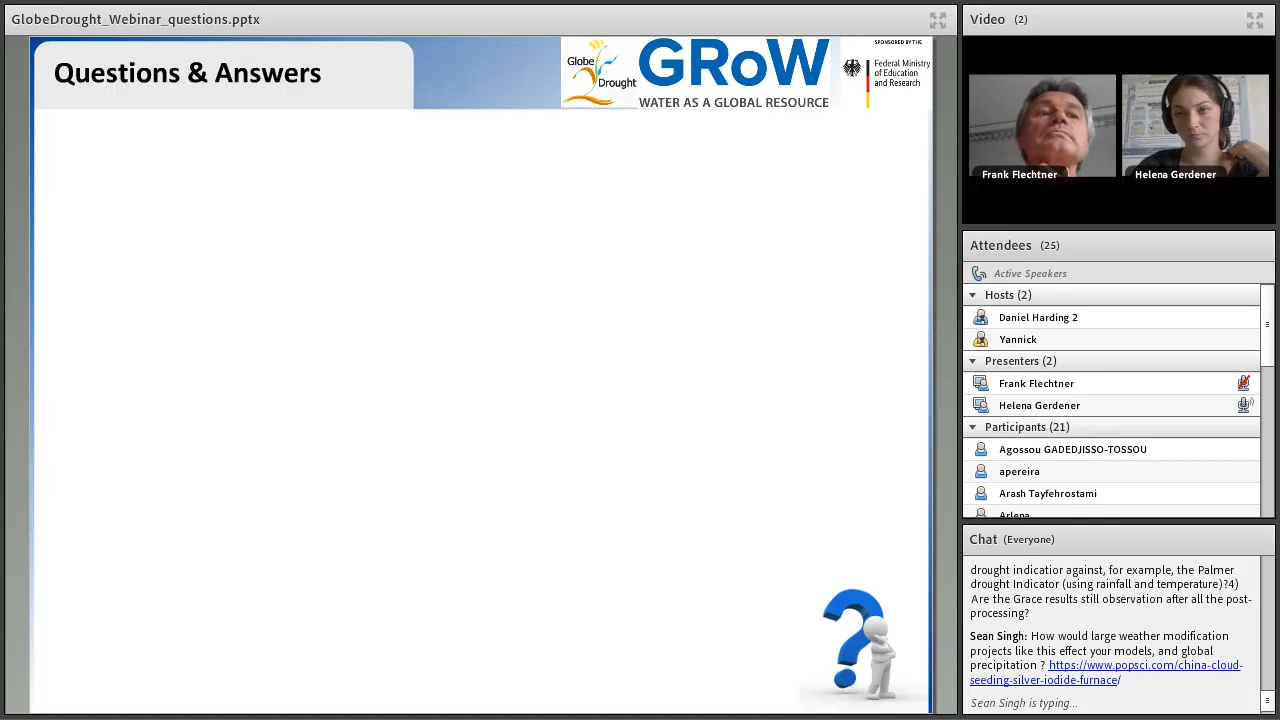 GlobeDrought_Webinar_questions.pptx
Questions & Answers
Globe
Drought
GRoW
WATER AS A GLOBAL RESOURCE
SPONSORED BY THE
Federal Ministry
of Education
and Research
Video (2)
Frank Flechtner
Helena Gerdener
Attendees (25)
Active Speakers
Hosts (2)
Daniel Harding 2
Yannick
Presenters (2)
Frank Flechtner
Helena Gerdener
Participants (21)
Agossou GADEDJISSO-TOSSOU
apereira
Arash Tayfehrostami
Arlena
Chat (Everyone)
drought indicatior against, for example, the Palmer
drought Indicator (using rainfall and temperature)?4)
Are the Grace results still observation after all the post-
processing?
Sean Singh: How would large weather modification
projects like this effect your models, and global
precipitation ? https://www.popsci.com/china-cloud-
seeding-silver-iodide-furnace/
Sean Singh is typing...